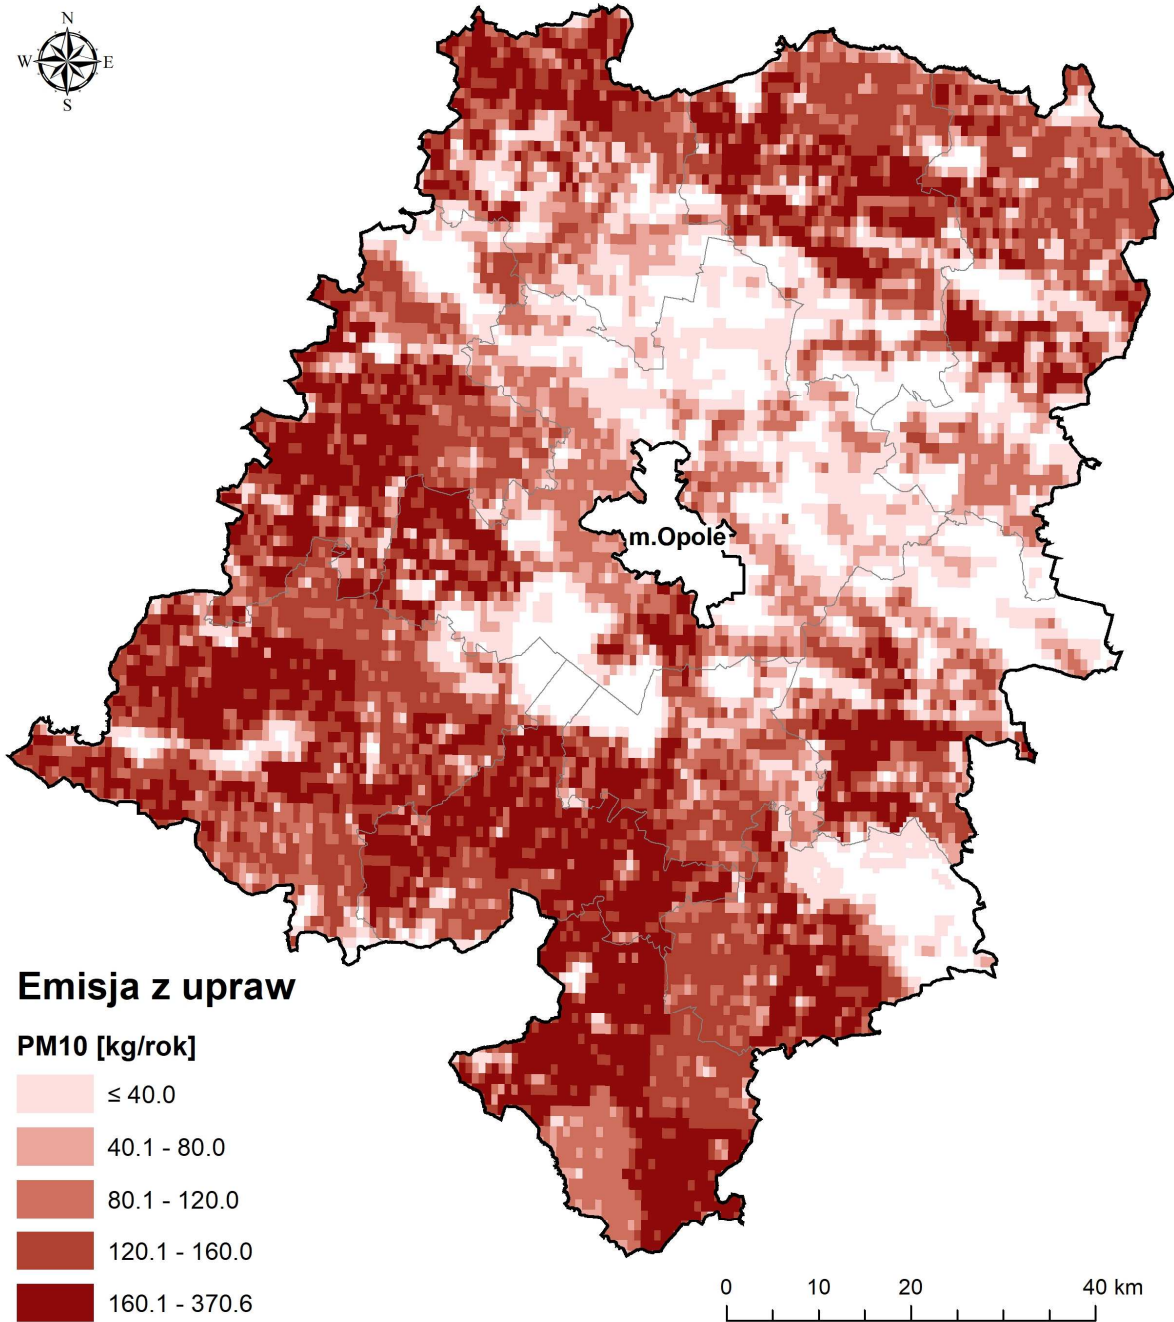 N
W E
S
m.Opole
Emisja z upraw
PM10 [kg/rok]
≤ 40.0
40.1 - 80.0
80.1 - 120.0
120.1 - 160.0
160.1 - 370.6
0 10 20 40 km